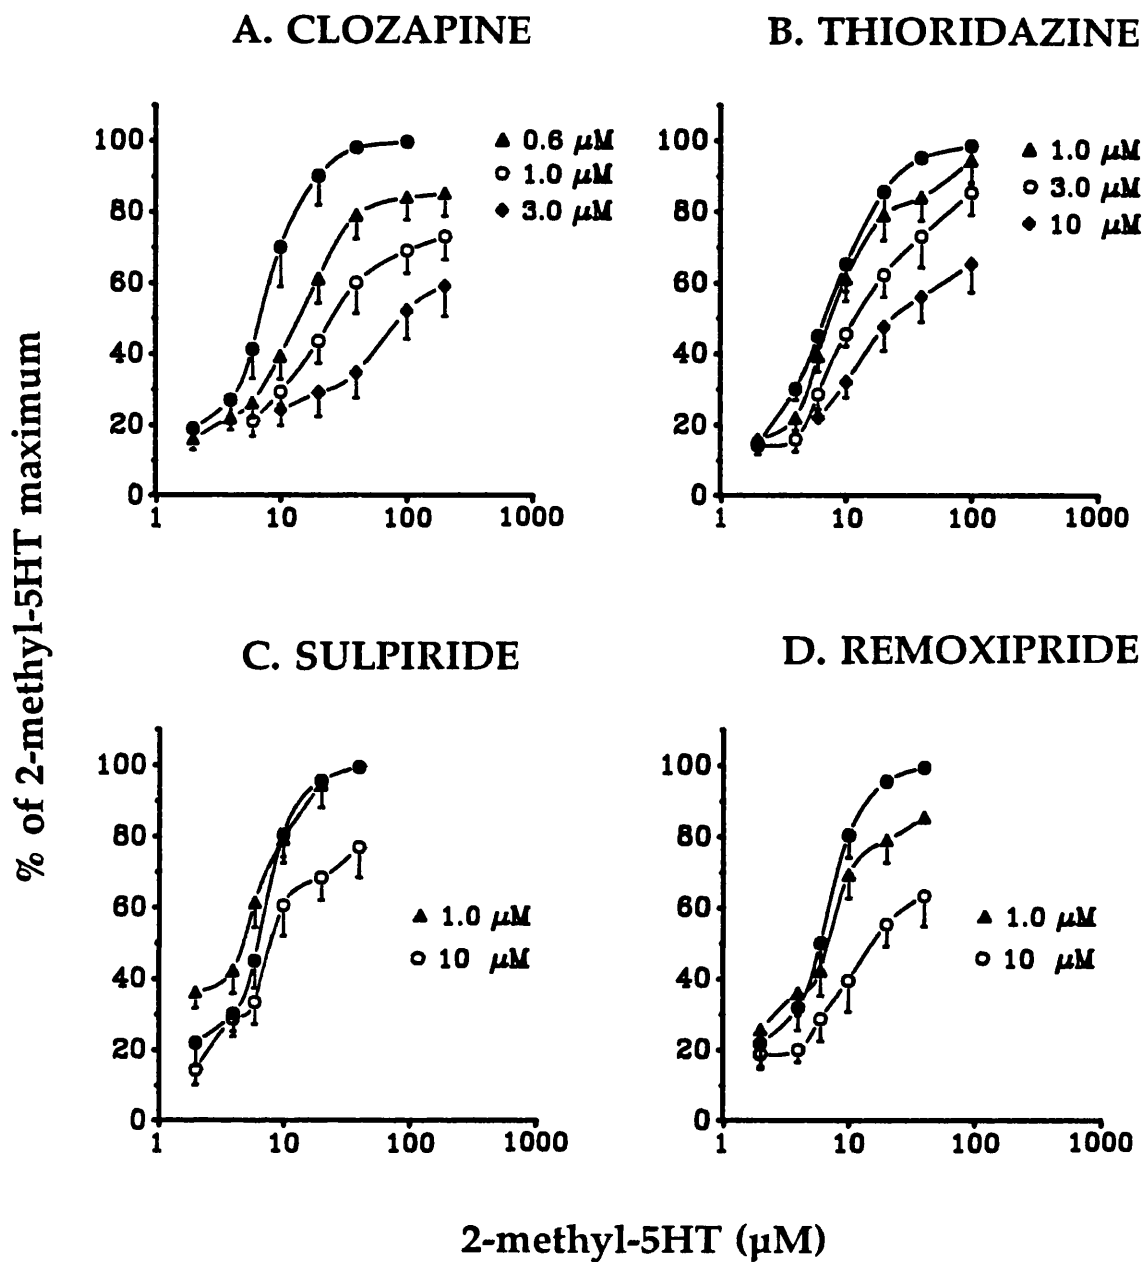 A. CLOZAPINE
B. THIORIDAZINE
100
80
60
40
20
0
1
10
100
1000
0.6 μM
1.0 μM
3.0 μM
100
80
60
40
20
0
1
10
100
1000
1.0 μM
3.0 μM
10 μM
% of 2-methyl-5HT maximum
C. SULPIRIDE
D. REMOXIPRIDE
100
80
60
40
20
0
1
10
100
1000
1.0 μM
10 μM
100
80
60
40
20
0
1
10
100
1000
1.0 μM
10 μM
2-methyl-5HT (μM)